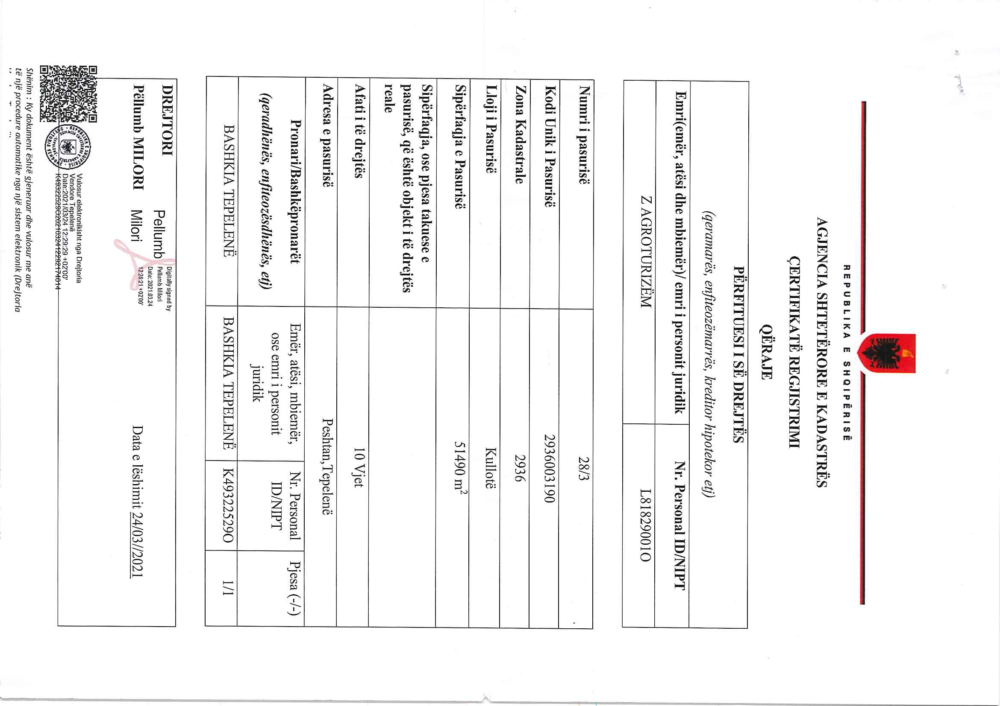 REPUBLIKA E SHQIPËRISË
AGJENCIA SHTETËRORE E KADASTRËS
ÇERTIFIKATË REGJISTRIMI
QËRAJE
PËRFITUESI I SË DREJTËS
(qeramarës, enfiteozëmarrës, kreditor hipotekor etj)
Emri(emër, atësi dhe mbiemër)/ emri i personit juridik Nr. Personal ID/NIPT
Z AGROTURIZËM L81829001O
Numri i pasurisë 28/3
Kodi Unik i Pasurisë 2936003190
Zona Kadastrale 2936
Lloji i Pasurisë Kullotë
Sipërfaqja e Pasurisë 51490 m²
Sipërfaqja, ose pjesa takuese e
pasurisë, që është objekt i të drejtës
reale
Afati i të drejtës 10 Vjet
Adresa e pasurisë Peshtan,Tepelenë
Pronari/Bashkëpronarët
(qeradhënës, enfiteozësdhënës, etj)
Emër, atësi, mbiemër,
ose emri i personit
juridik
Nr. Personal
ID/NIPT
Pjesa (-/-)
BASHKIA TEPELENË BASHKIA TEPELENË K49322529O 1/1
DREJTORI
Pëllumb MILORI
Pellumb
Milori
Digitally signed by
Pellumb Milori
Date: 2021.03.24
12:26:21 +02'00'
Data e lëshimit 24/03//2021
Vulosur elektronikisht nga Drejtoria
Vendore Tepelenë
Date:2021/03/24 12:29:29 +02'00'
K49322529O20210324122921740​14
Shënim : Ky dokument është gjeneruar dhe vulosur me anë
të një procedure automatike nga një sistem elektronik (Drejtoria